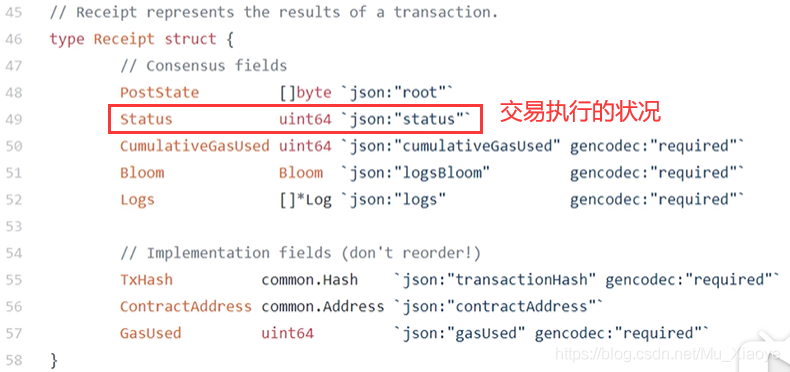 45 // Receipt represents the results of a transaction.
46 type Receipt struct {
47 // Consensus fields
48 PostState []byte `json:"root"`
49 Status uint64 `json:"status"` 交易执行的状况
50 CumulativeGasUsed uint64 `json:"cumulativeGasUsed" gencodec:"required"`
51 Bloom Bloom `json:"logsBloom" gencodec:"required"`
52 Logs []*Log `json:"logs" gencodec:"required"`
53
54 // Implementation fields (don't reorder!)
55 TxHash common.Hash `json:"transactionHash" gencodec:"required"`
56 ContractAddress common.Address `json:"contractAddress"`
57 GasUsed uint64 `json:"gasUsed" gencodec:"required"`
58 }
https://blog.csdn.net/Mu_Xiaoye